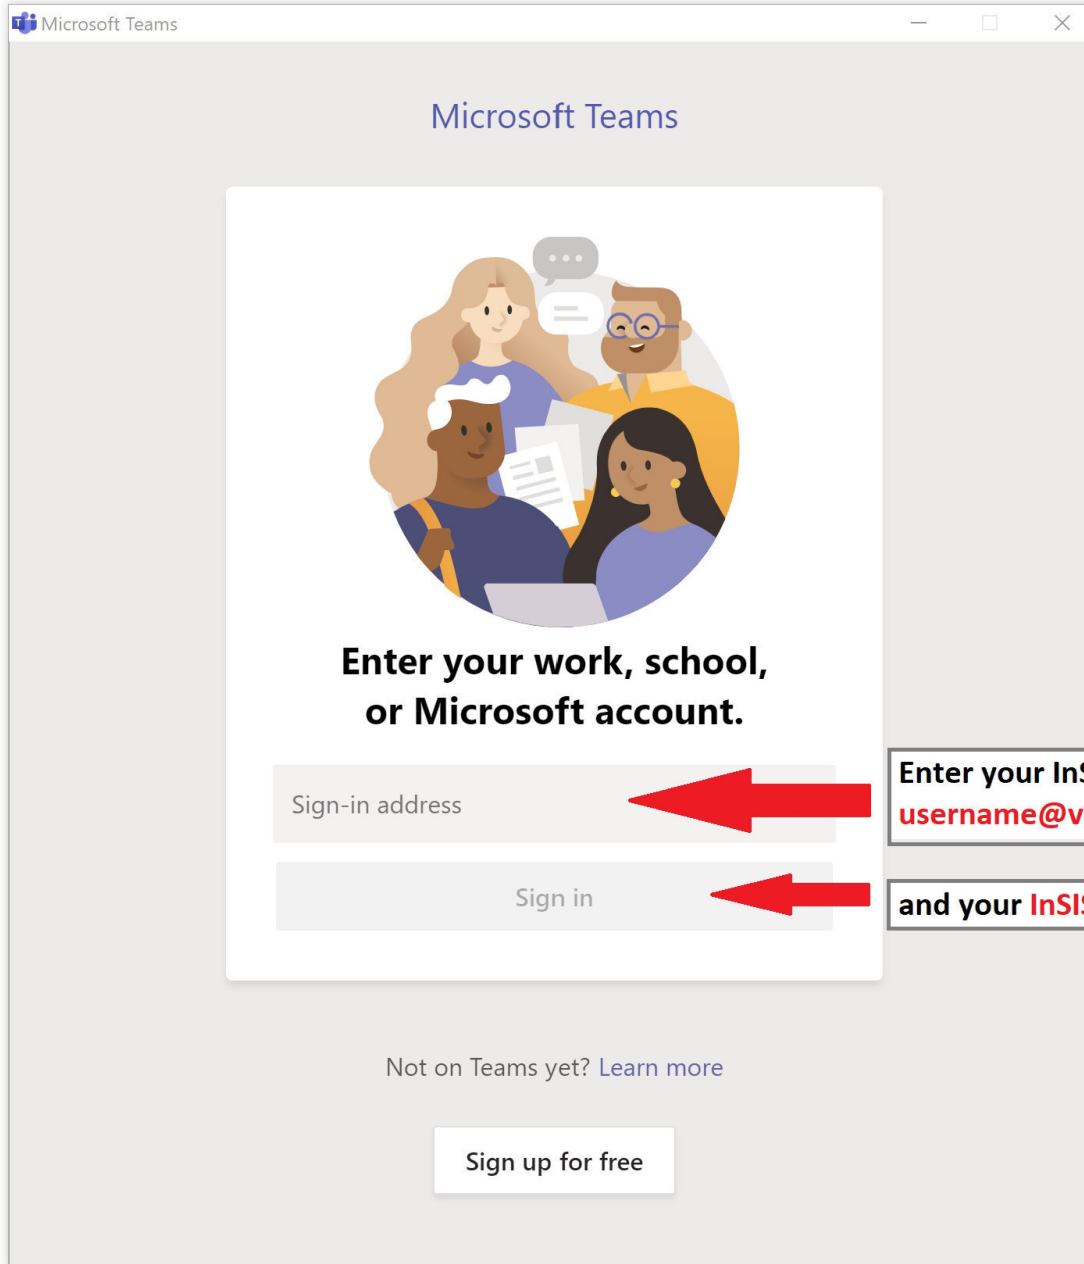 Microsoft Teams
Microsoft Teams
Enter your work, school,
or Microsoft account.
Sign-in address
Enter your
username@v
Sign in
and your
Not on Teams yet? Learn more
Sign up for free